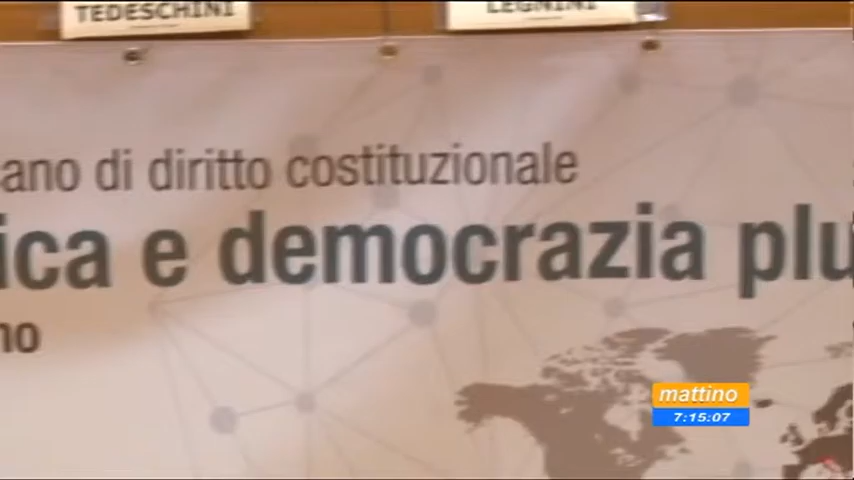 TEDESCHINI
LEGNINI
ano di diritto costituzionale
ica e democrazia plu
no
mattino
7:15:07